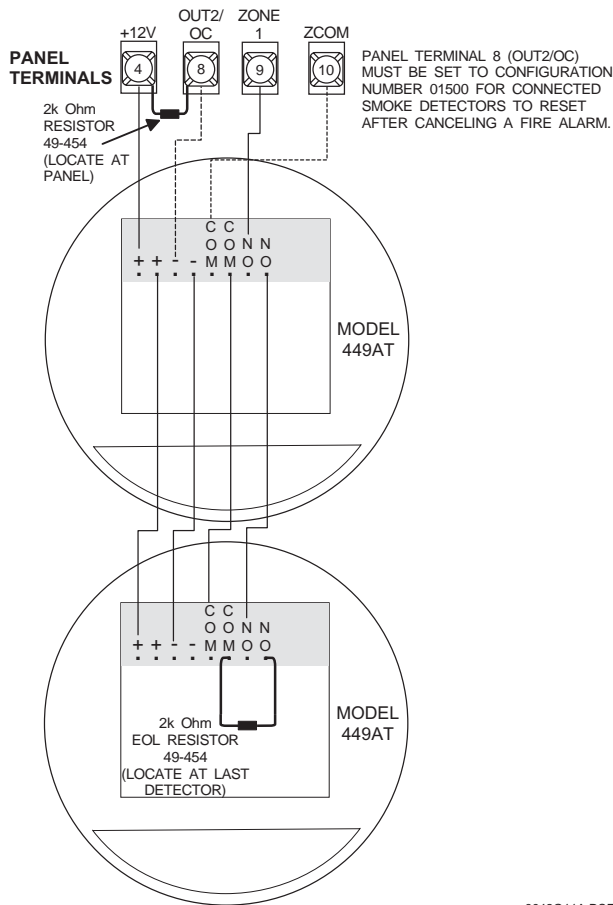 +12V
OUT2/
OC
ZONE
1
ZCOM
PANEL
TERMINALS
4
8
9
10
PANEL TERMINAL 8 (OUT2/OC)
MUST BE SET TO CONFIGURATION
NUMBER 01500 FOR CONNECTED
SMOKE DETECTORS TO RESET
AFTER CANCELING A FIRE ALARM.
2k Ohm
RESISTOR
49-454
(LOCATE AT
PANEL)
C C
O O N N
+ + - - M M O O
MODEL
449AT
C C
O O N N
+ + - - M M O O
2k Ohm
EOL RESISTOR
49-454
(LOCATE AT LAST
DETECTOR)
MODEL
449AT